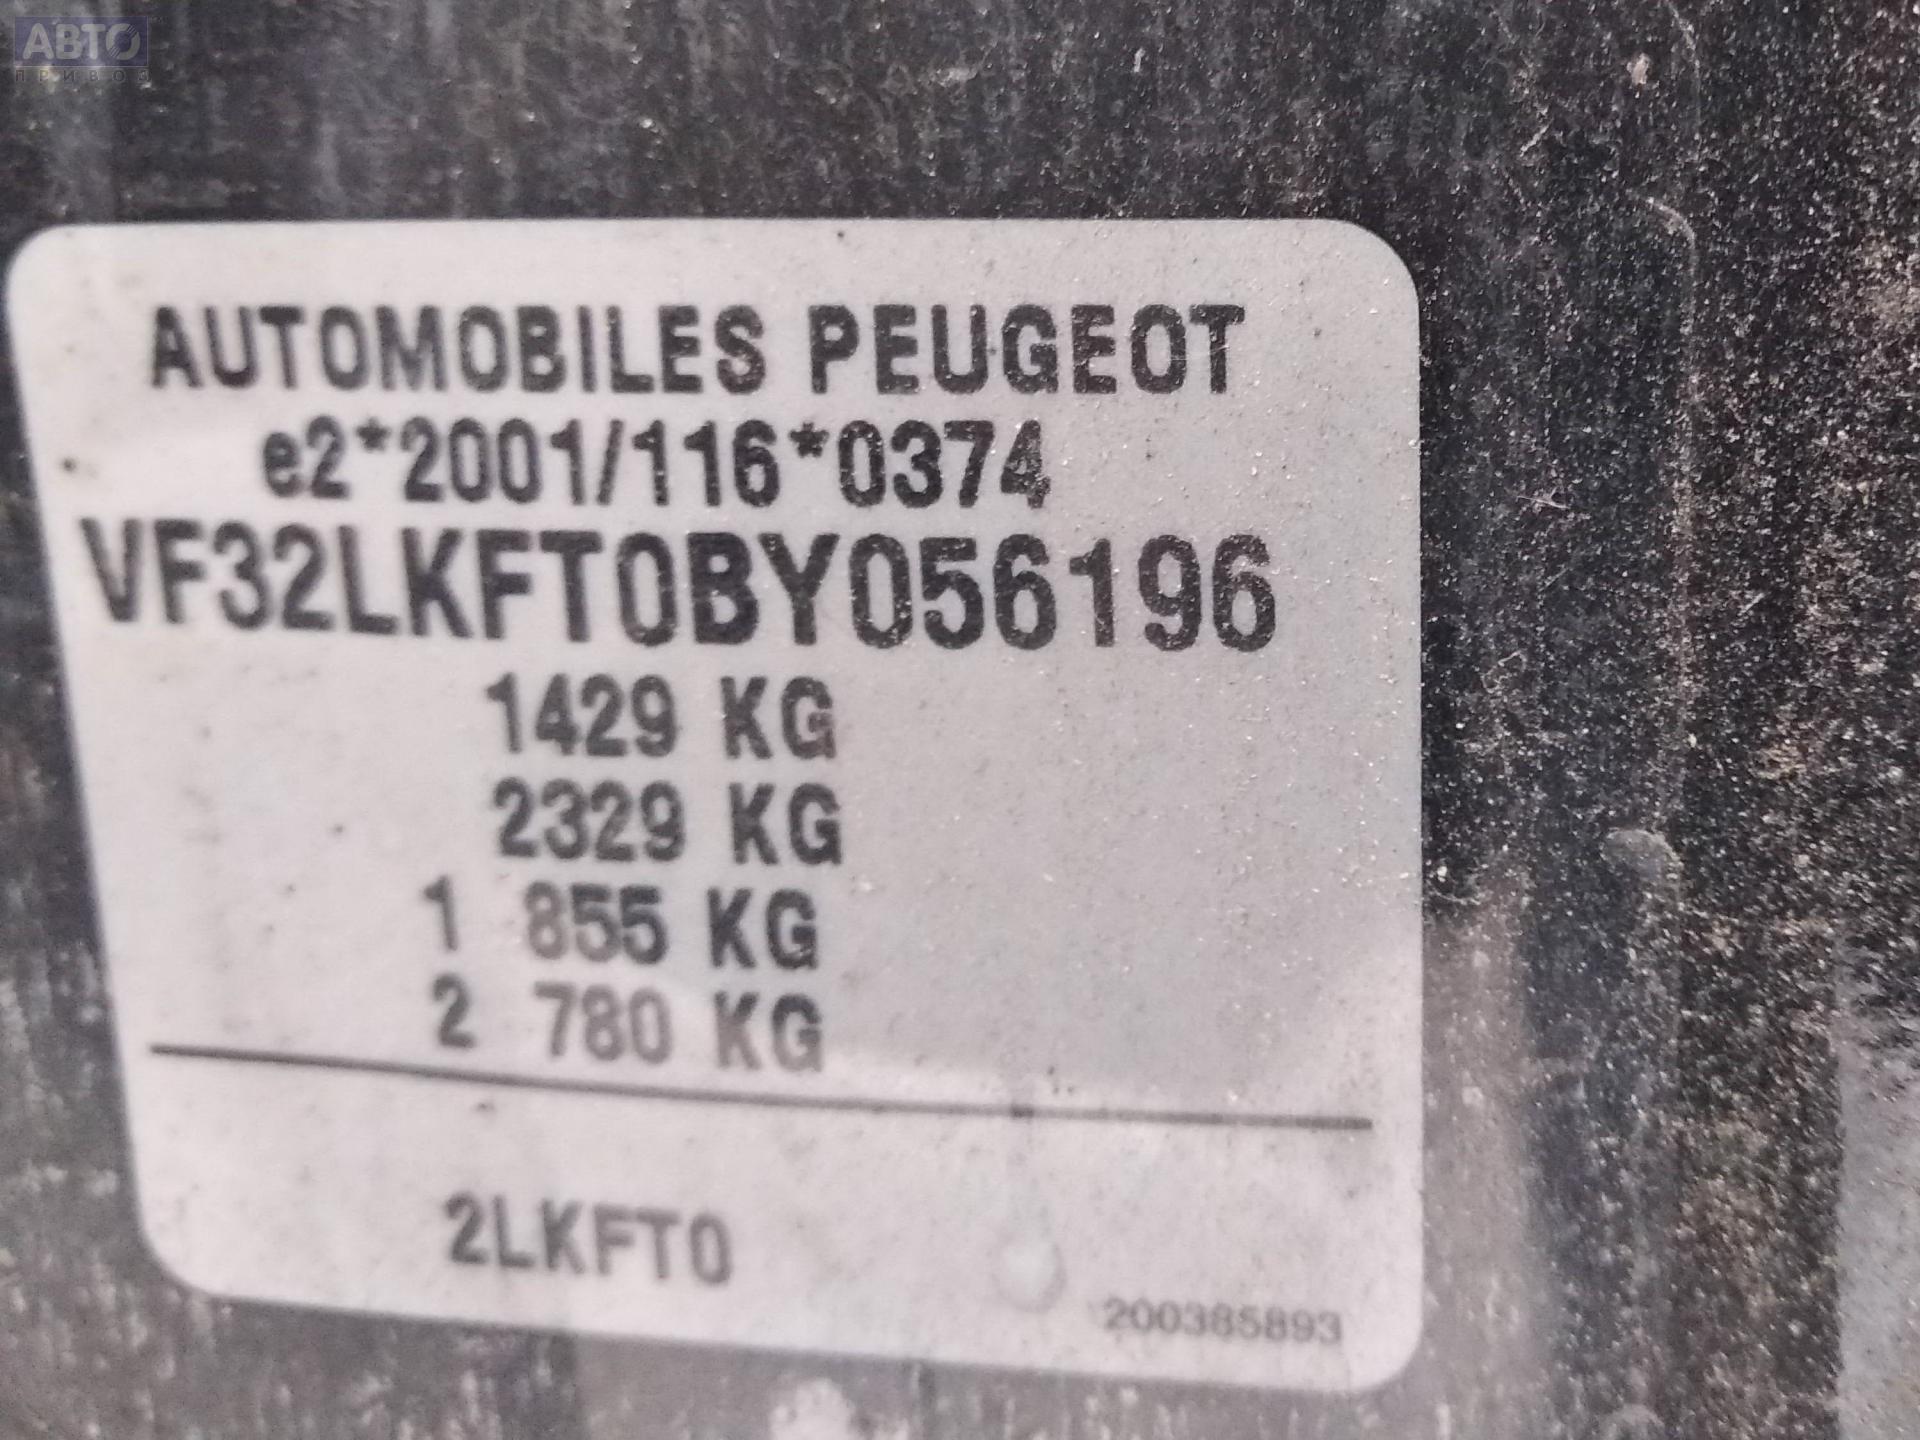 АВТО
ПРИВОЗ
AUTOMOBILES PEUGEOT
e2*2001/116*0374
VF32LKFT0BY056196
1429 KG
2329 KG
1 855 KG
2 780 KG
2LKFT0
200385893